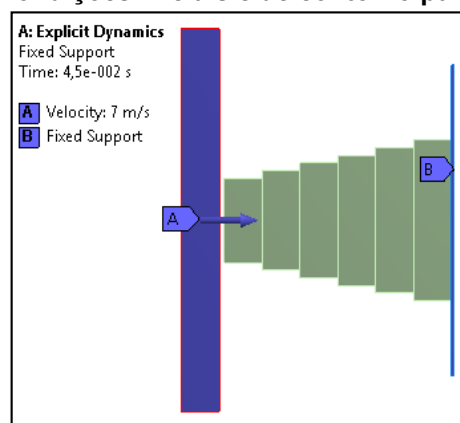 A: Explicit Dynamics
Fixed Support
Time: 4,5e-002 s
A Velocity: 7 m/s
B Fixed Support
A
B